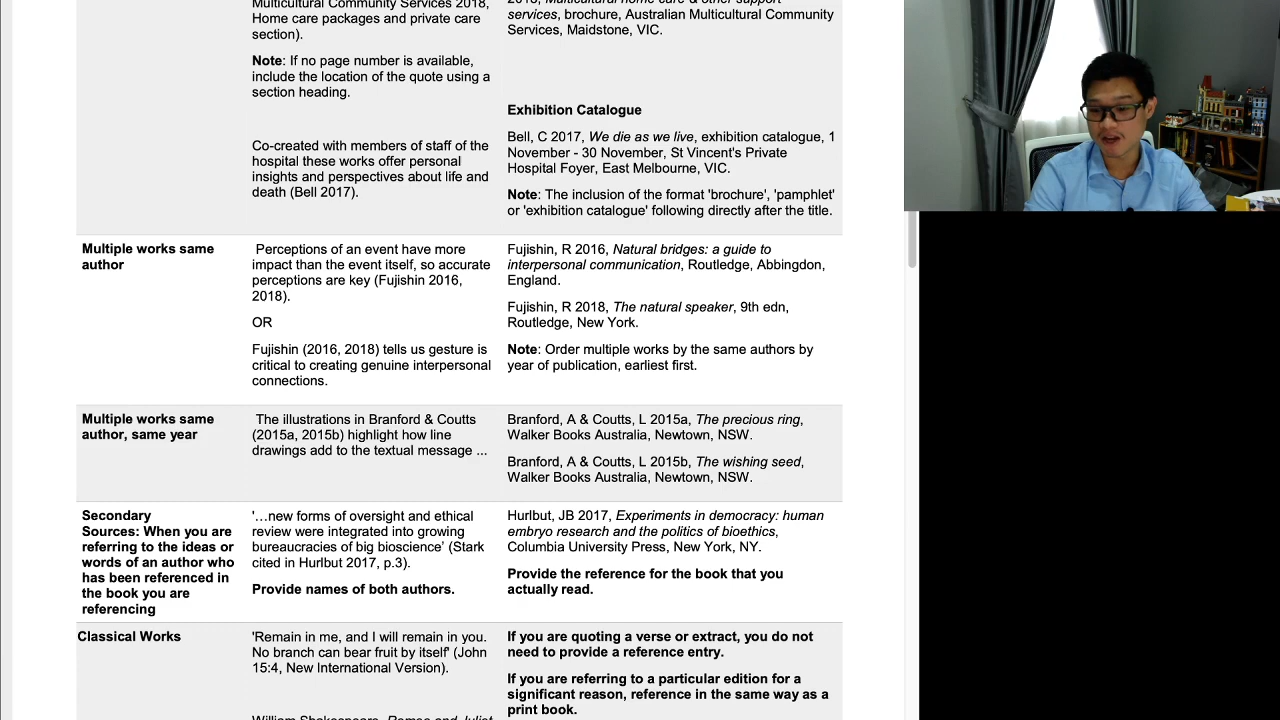 Multicultural Community Services 2018,
Home care packages and private care
section).
Note: If no page number is available,
include the location of the quote using a
section heading.
Co-created with members of staff of the
hospital these works offer personal
insights and perspectives about life and
death (Bell 2017).
2018, Multicultural home care & other support
services, brochure, Australian Multicultural Community
Services, Maidstone, VIC.
Exhibition Catalogue
Bell, C 2017, We die as we live, exhibition catalogue, 1
November - 30 November, St Vincent's Private
Hospital Foyer, East Melbourne, VIC.
Note: The inclusion of the format 'brochure', 'pamphlet'
or 'exhibition catalogue' following directly after the title.
Multiple works same
author
Perceptions of an event have more
impact than the event itself, so accurate
perceptions are key (Fujishin 2016,
2018).
OR
Fujishin (2016, 2018) tells us gesture is
critical to creating genuine interpersonal
connections.
Fujishin, R 2016, Natural bridges: a guide to
interpersonal communication, Routledge, Abbingdon,
England.
Fujishin, R 2018, The natural speaker, 9th edn,
Routledge, New York.
Note: Order multiple works by the same authors by
year of publication, earliest first.
Multiple works same
author, same year
The illustrations in Branford & Coutts
(2015a, 2015b) highlight how line
drawings add to the textual message ...
Branford, A & Coutts, L 2015a, The precious ring,
Walker Books Australia, Newtown, NSW.
Branford, A & Coutts, L 2015b, The wishing seed,
Walker Books Australia, Newtown, NSW.
Secondary
Sources: When you are
referring to the ideas or
words of an author who
has been referenced in
the book you are
referencing
'…new forms of oversight and ethical
review were integrated into growing
bureaucracies of big bioscience' (Stark
cited in Hurlbut 2017, p.3).
Provide names of both authors.
Hurlbut, JB 2017, Experiments in democracy: human
embryo research and the politics of bioethics,
Columbia University Press, New York, NY.
Provide the reference for the book that you
actually read.
Classical Works
'Remain in me, and I will remain in you.
No branch can bear fruit by itself' (John
15:4, New International Version).
William Shakespeare, Romeo and Juliet
If you are quoting a verse or extract, you do not
need to provide a reference entry.
If you are referring to a particular edition for a
significant reason, reference in the same way as a
print book.